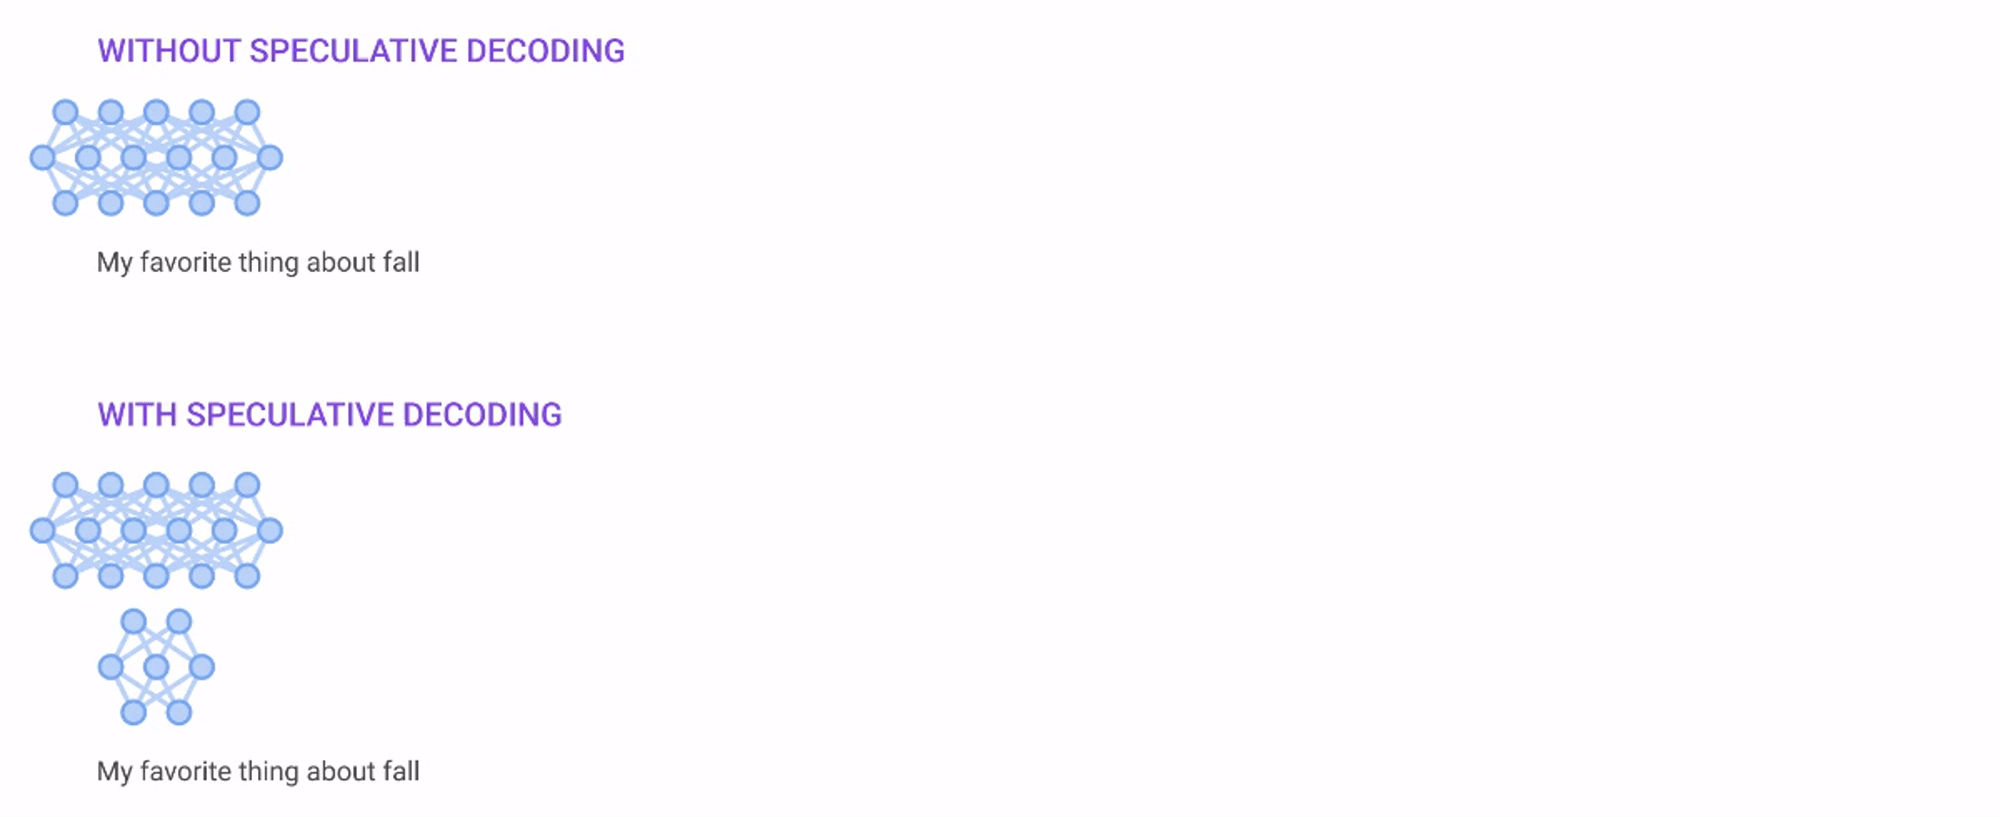 WITHOUT SPECULATIVE DECODING
My favorite thing about fall
WITH SPECULATIVE DECODING
My favorite thing about fall